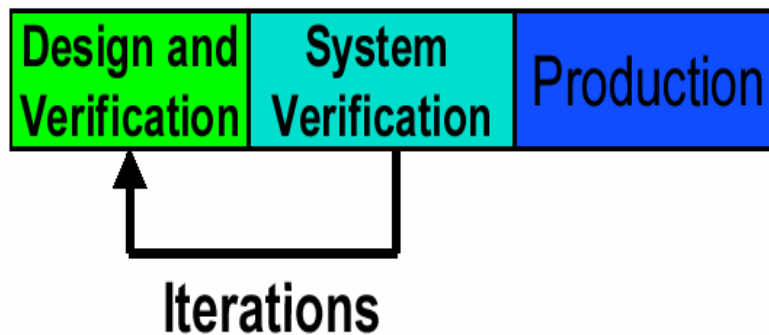 Design and
Verification
System
Verification
Production
Iterations